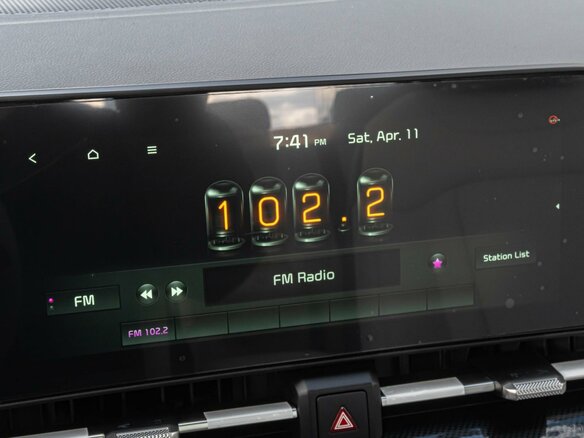 7:41 PM Sat, Apr. 11
102.2
FM Radio
Station List
FM
FM 102.2